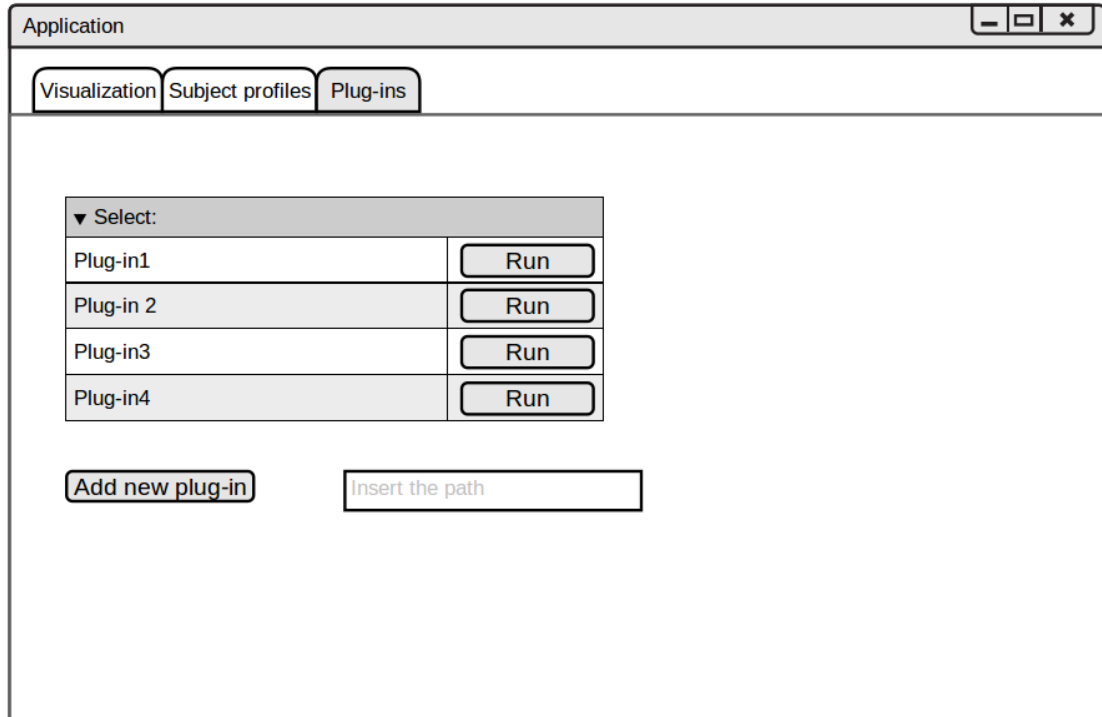 Application
Visualization Subject profiles Plug-ins
Select:
Plug-in1 Run
Plug-in 2 Run
Plug-in3 Run
Plug-in4 Run
Add new plug-in Insert the path